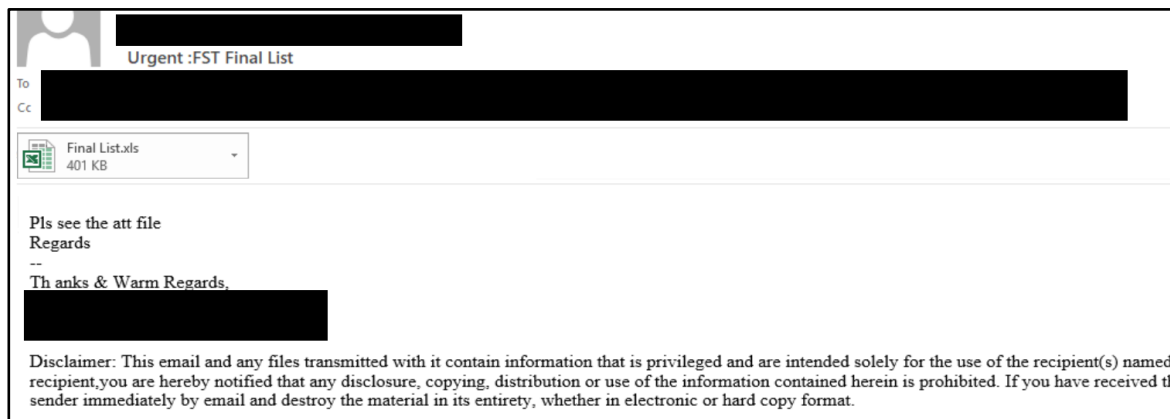 Urgent :FST Final List
To
Cc
Final List.xls
401 KB
Pls see the att file
Regards
--
Th anks & Warm Regards,
Disclaimer: This email and any files transmitted with it contain information that is privileged and are intended solely for the use of the recipient(s) named
recipient,you are hereby notified that any disclosure, copying, distribution or use of the information contained herein is prohibited. If you have received
sender immediately by email and destroy the material in its entirety, whether in electronic or hard copy format.